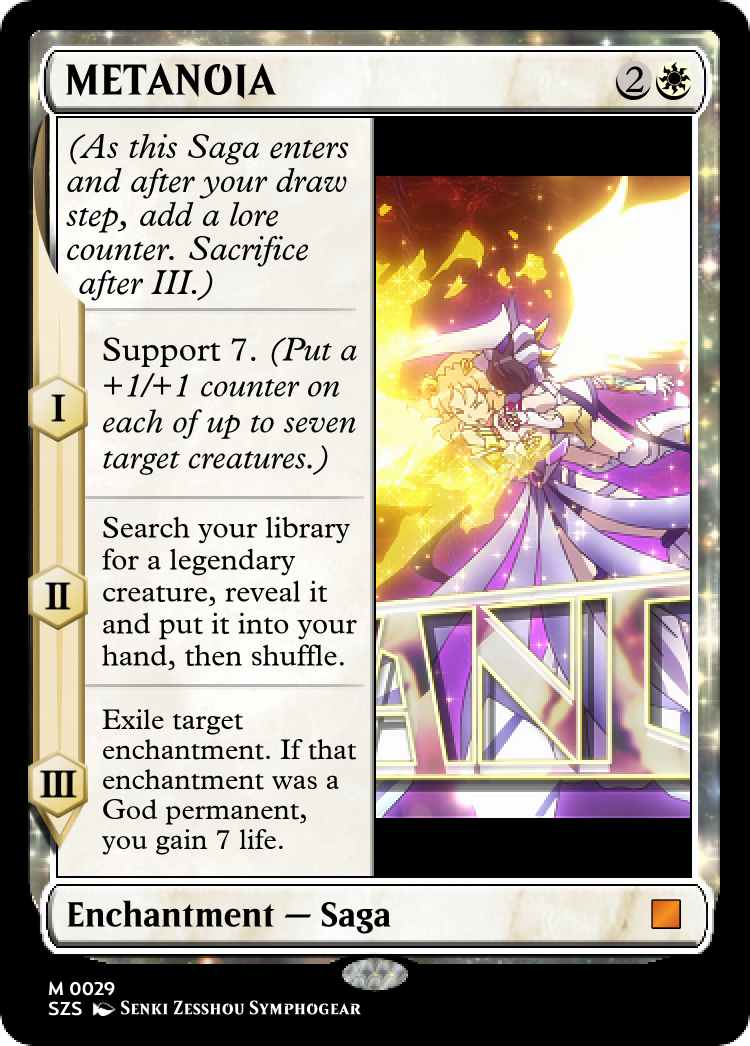 METANOIA
2
(As this Saga enters
and after your draw
step, add a lore
counter. Sacrifice
after III.)
I
Support 7. (Put a
+1/+1 counter on
each of up to seven
target creatures.)
II
Search your library
for a legendary
creature, reveal it
and put it into your
hand, then shuffle.
III
Exile target
enchantment. If that
enchantment was a
God permanent,
you gain 7 life.
AN
Enchantment — Saga
M 0029
SZS SENKI ZESSHOU SYMPHOGEAR